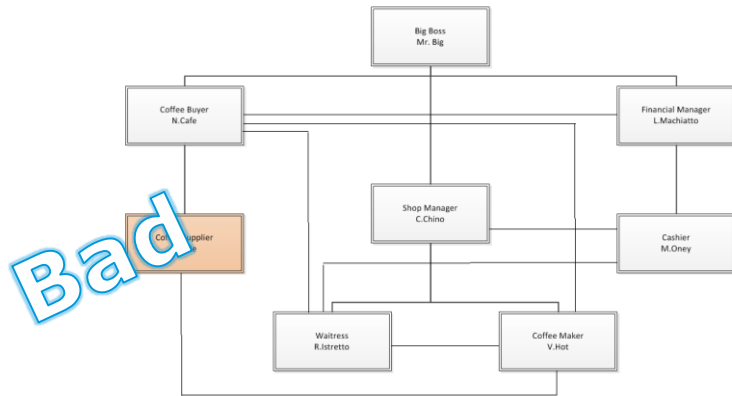 Big Boss
Mr. Big
Coffee Buyer
N.Cafe
Financial Manager
L.Machiatto
Shop Manager
C.Chino
Bad
Cashier
M.Oney
Waitress
R.Istretto
Coffee Maker
V.Hot